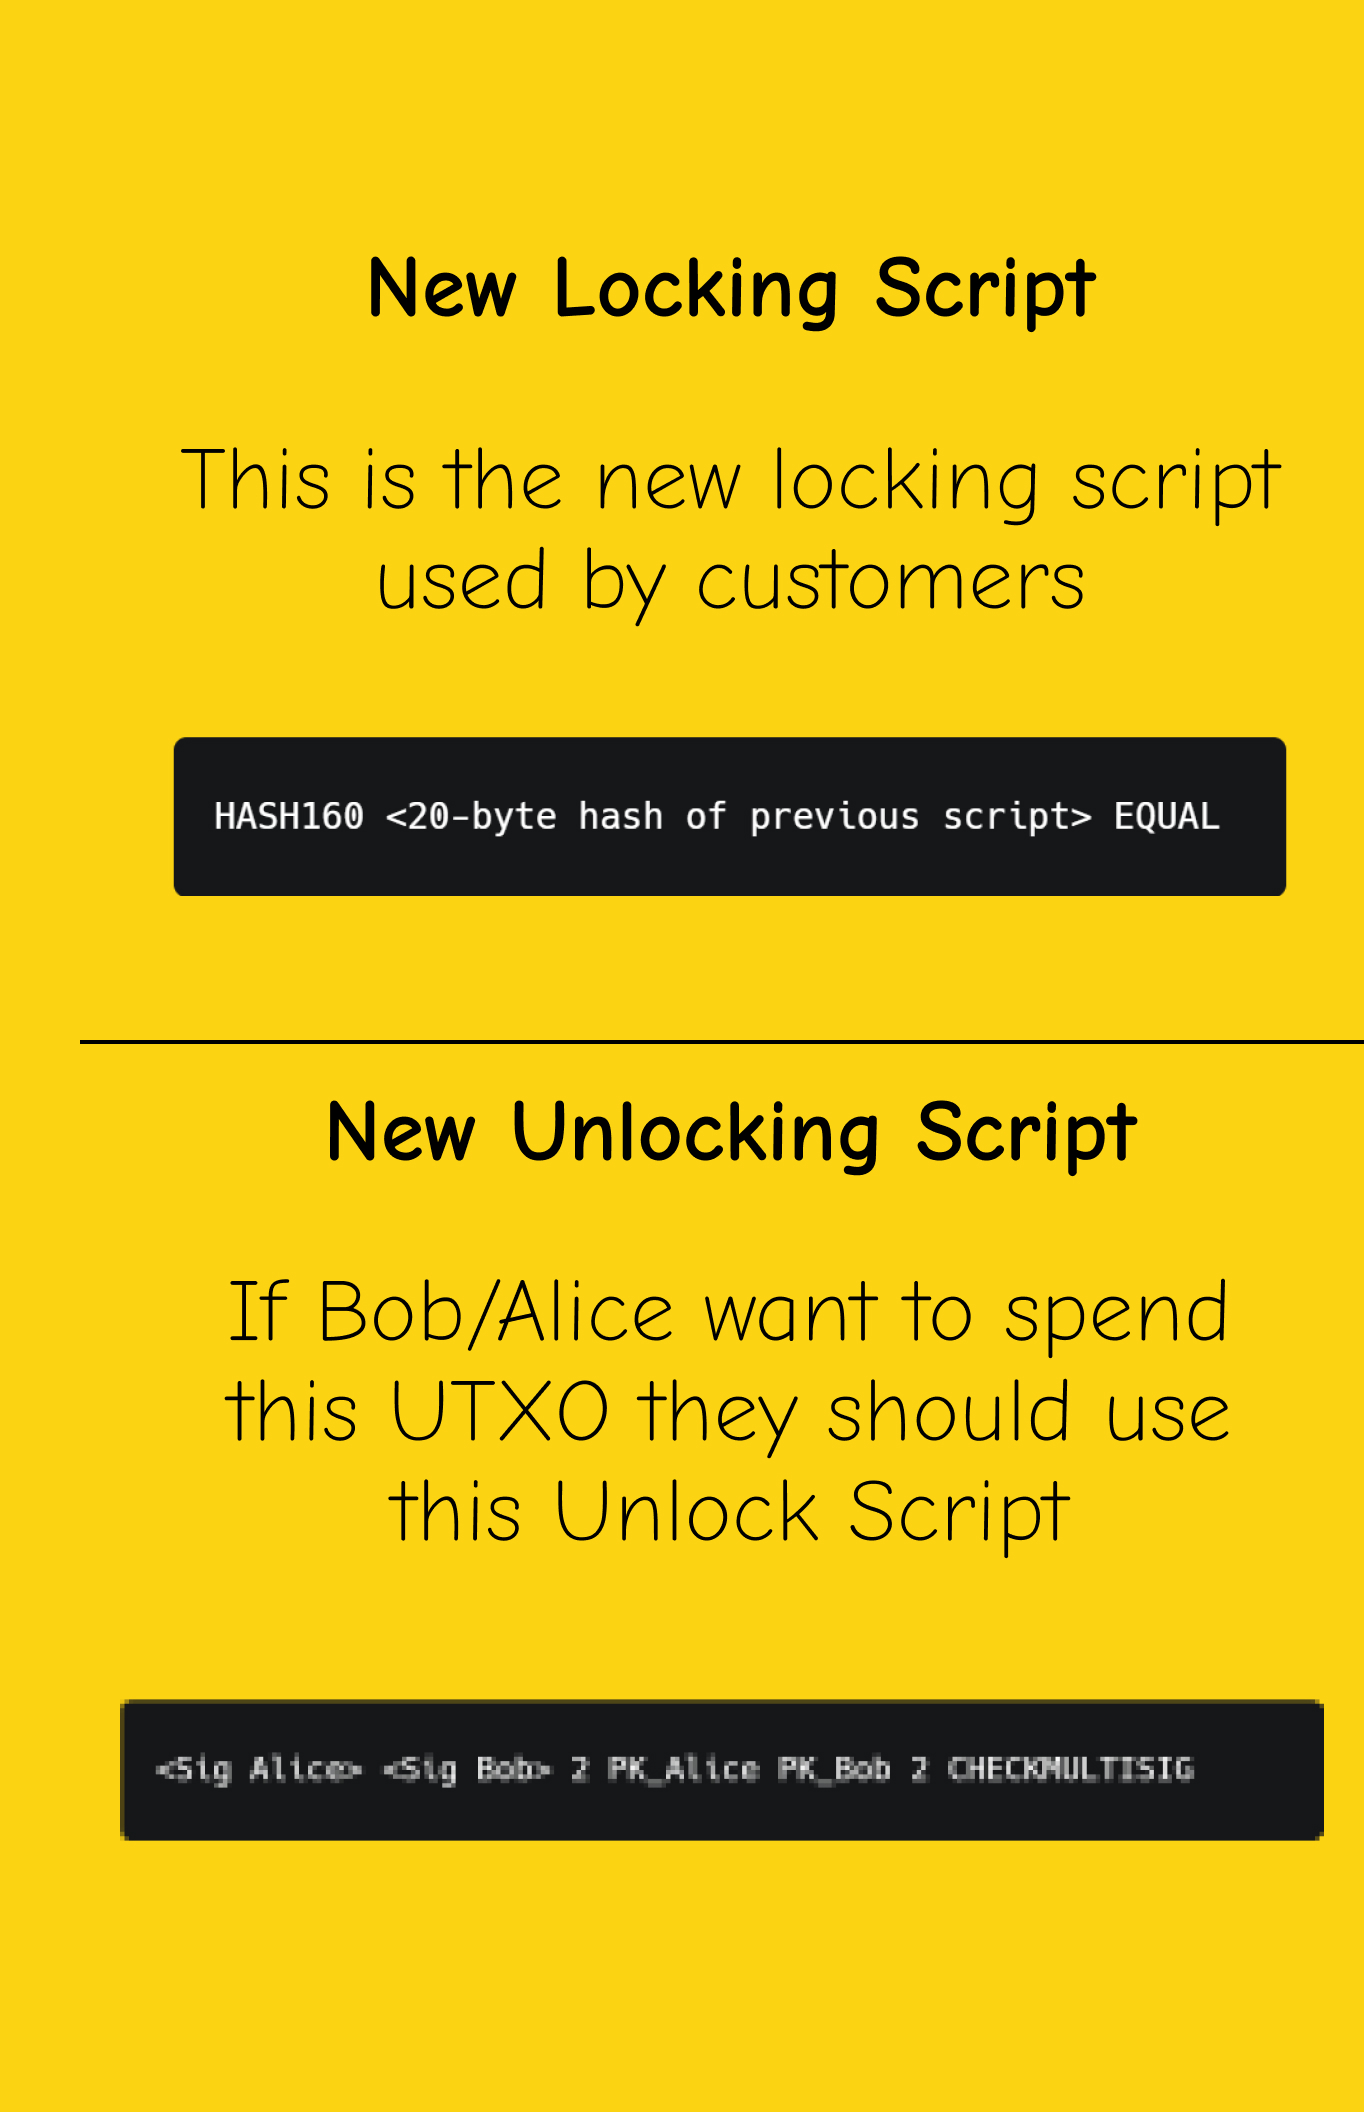 New Locking Script
This is the new locking script
used by customers
HASH160 <20-byte hash of previous script> EQUAL
New Unlocking Script
If Bob/Alice want to spend
this UTXO they should use
this Unlock Script
<Sig Alice> <Sig Bob> 2 PK_Alice PK_Bob 2 CHECKMULTISIG